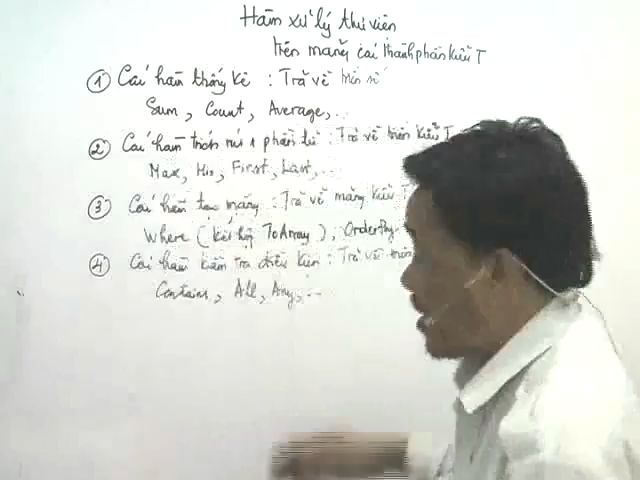 Hàm xử lý thư viện
trên mảng các thành phần kiểu T
① Các hàm thống kê : Trả về trên số
Sum, Count, Average, ..
② Các hàm trích rút 1 phần tử : Trả về trên kiểu T
Max, Min, First, Last, ..
③ Các hàm tạo mảng : Trả về mảng kiểu T
Where (kết hợp ToArray), OrderBy
④ Các hàm kiểm tra điều kiện : Trả về trên
Contains, All, Any, ...